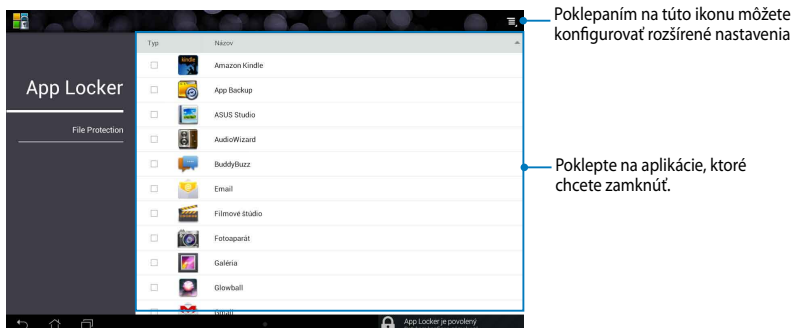 Poklepaním na túto ikonu môžete
konfigurovať rozšírené nastavenia
App Locker
File Protection
Typ Názov
Amazon Kindle
App Backup
ASUS Studio
AudioWizard
BuddyBuzz
Email
Filmové štúdio
Fotoaparát
Galéria
Glowball
Gmail
Poklepte na aplikácie, ktoré
chcete zamknúť.
App Locker je povolený